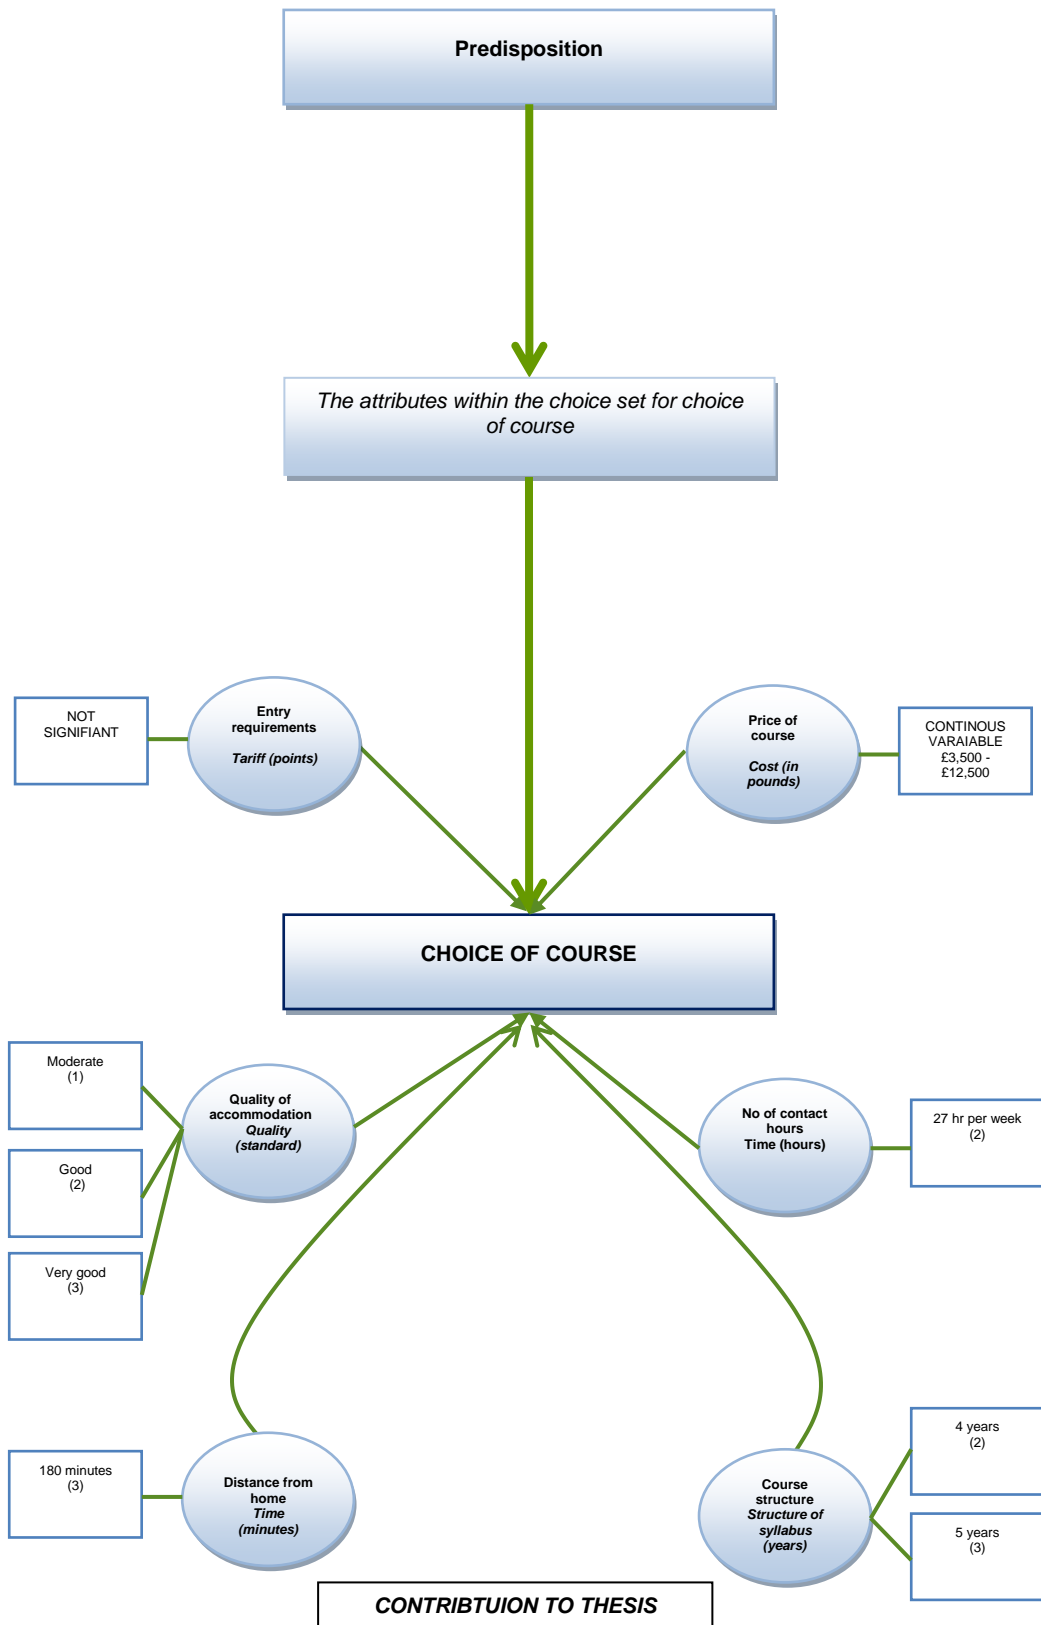 Predisposition
The attributes within the choice set for choice
of course
NOT
SIGNIFIANT
Entry
requirements
Tariff (points)
Price of
course
Cost (in
pounds)
CONTINOUS
VARAIABLE
£3,500 -
£12,500
CHOICE OF COURSE
Moderate
(1)
Good
(2)
Very good
(3)
Quality of
accommodation
Quality
(standard)
No of contact
hours
Time (hours)
27 hr per week
(2)
180 minutes
(3)
Distance from
home
Time
(minutes)
Course
structure
Structure of
syllabus
(years)
4 years
(2)
5 years
(3)
CONTRIBTUION TO THESIS